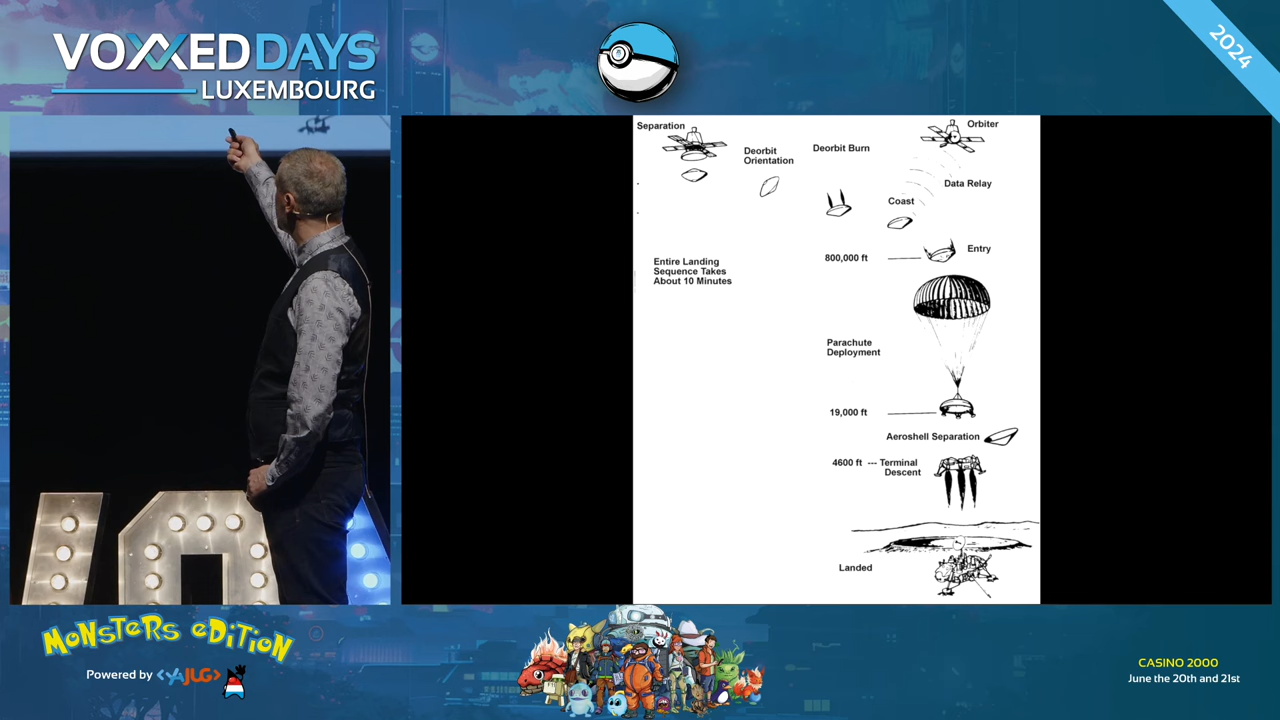 VOXXEDDAYS
LUXEMBOURG
2024
Separation
Orbiter
Deorbit
Orientation
Deorbit Burn
Data Relay
Coast
Entry
800,000 ft
Entire Landing
Sequence Takes
About 10 Minutes
Parachute
Deployment
19,000 ft
Aeroshell Separation
4600 ft --- Terminal
Descent
Landed
MONSTERS EDITION
Powered by <YAJUG>
CASINO 2000
June the 20th and 21st